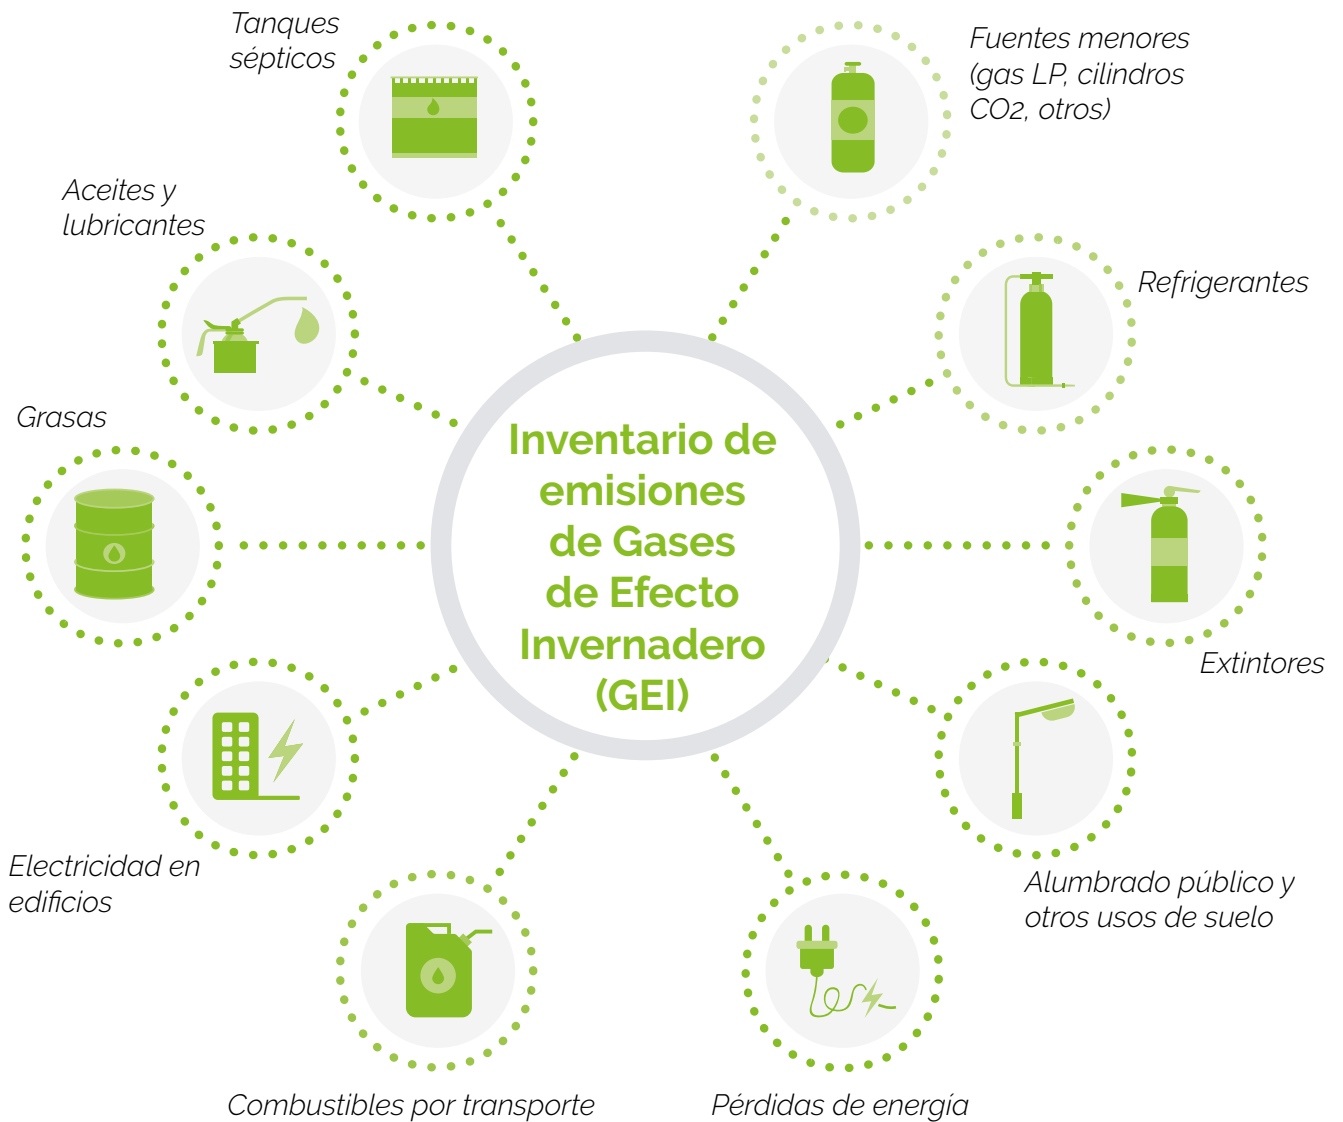 Tanques
sépticos
Fuentes menores
(gas LP, cilindros
CO2, otros)
Aceites y
lubricantes
Refrigerantes
Grasas
Inventario de
emisiones
de Gases
de Efecto
Invernadero
(GEI)
Extintores
Electricidad en
edificios
Alumbrado público y
otros usos de suelo
Combustibles por transporte
Pérdidas de energía